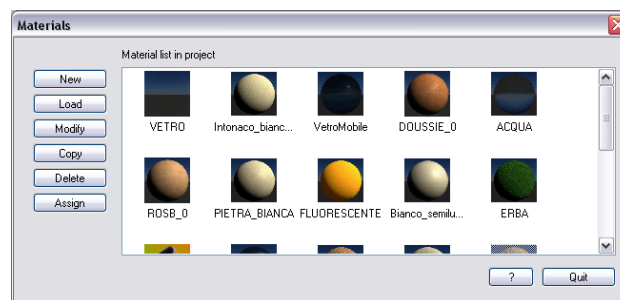 Materials
Material list in project
New
Load
Modify
Copy
Delete
Assign
VETRO
Intonaco_bianc...
VetroMobile
DOUSSIE_0
ACQUA
ROSB_0
PIETRA_BIANCA
FLUORESCENTE
Bianco_semilu...
ERBA
?
Quit